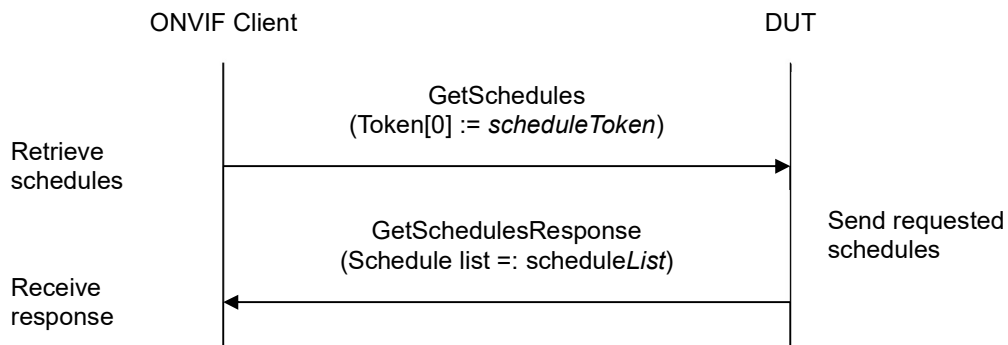 ONVIF Client
DUT
GetSchedules
(Token[0] := scheduleToken)
Retrieve
schedules
GetSchedulesResponse
(Schedule list =: scheduleList)
Send requested
schedules
Receive
response